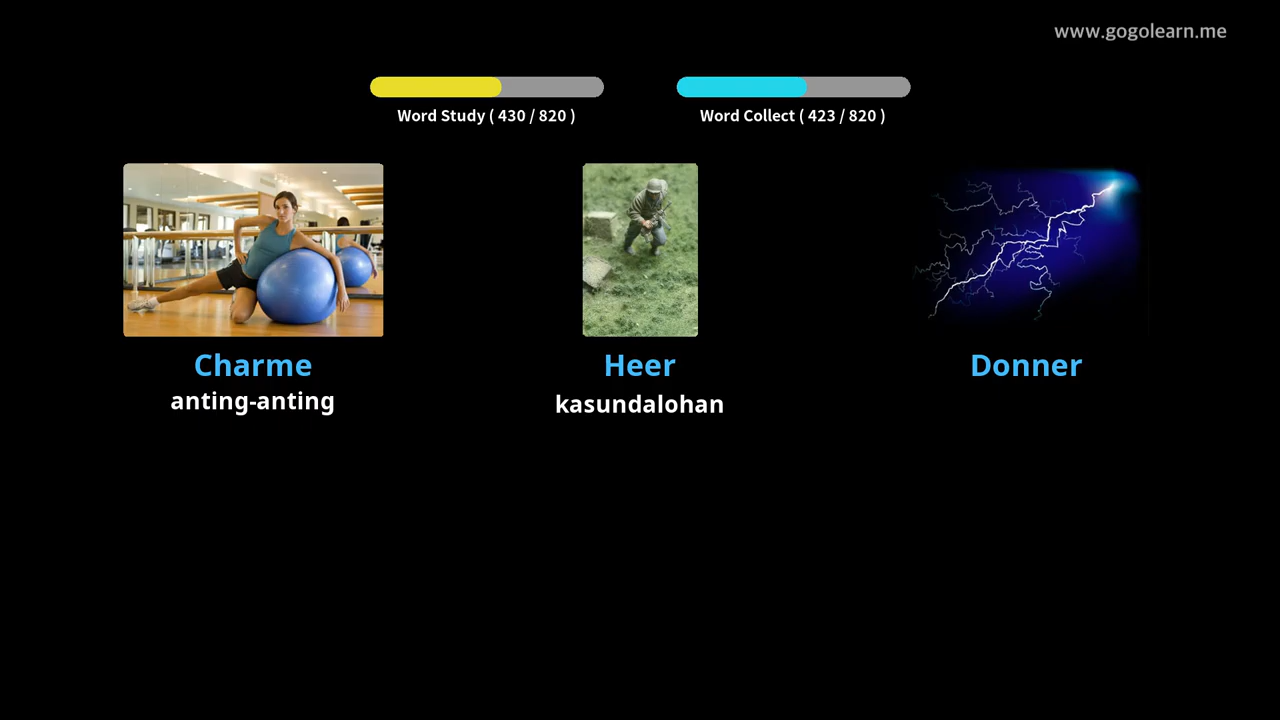 www.gogolearn.me
Word Study ( 430 / 820 )
Word Collect ( 423 / 820 )
Charme
anting-anting
Heer
kasundalohan
Donner